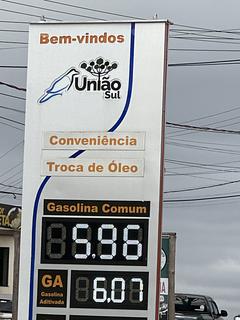 Bem-vindos
União
Sul
Conveniência
Troca de Óleo
Gasolina Comum
5.96
GA
Gasolina
Aditivada
6.07